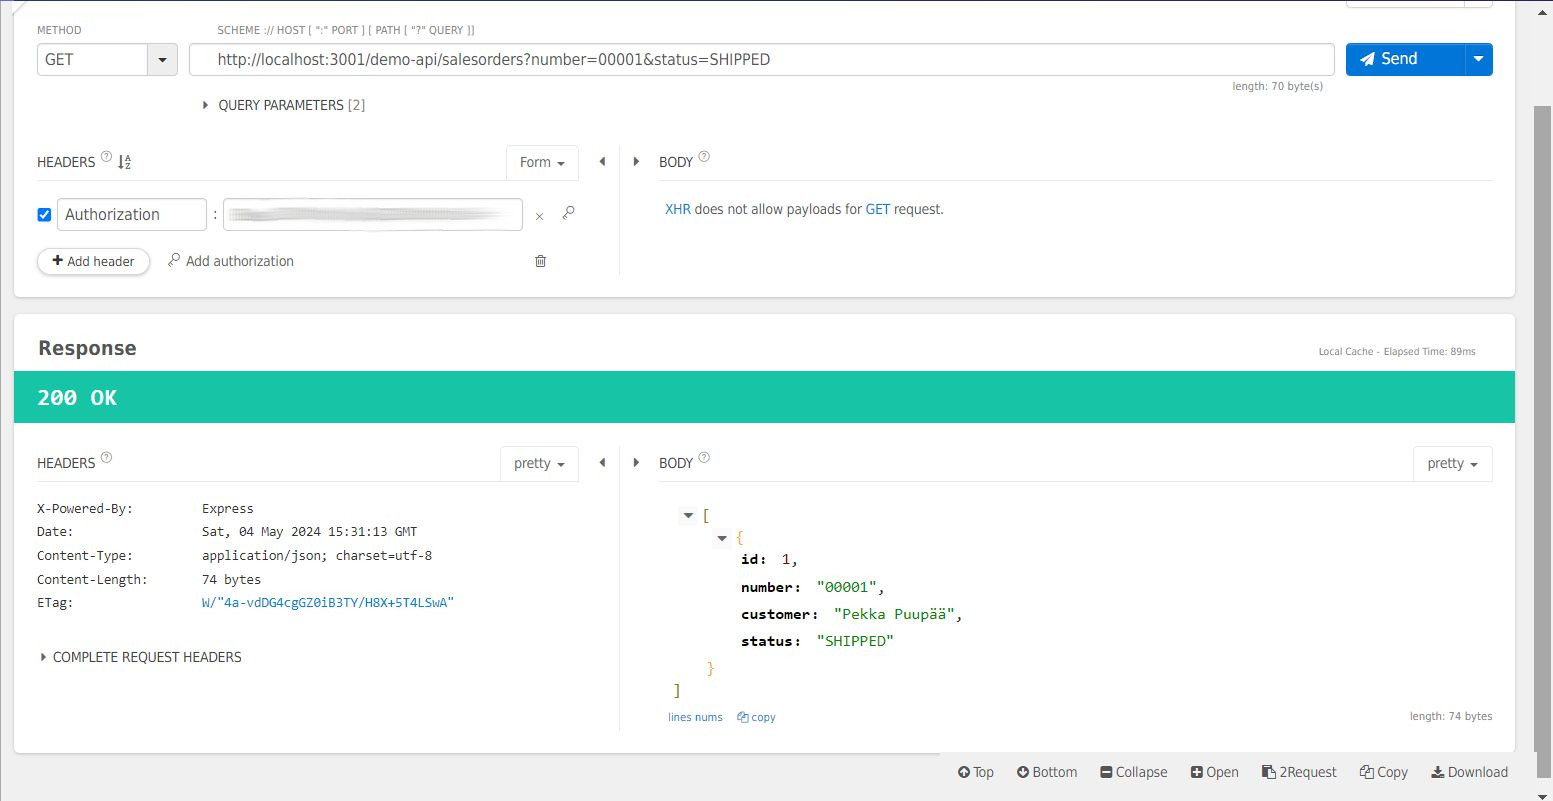 METHOD SCHEME :// HOST [ ":" PORT ] [ PATH [ "?" QUERY ]]
GET http://localhost:3001/demo-api/salesorders?number=00001&status=SHIPPED Send
length: 70 byte(s)
QUERY PARAMETERS [2]
HEADERS ? Form BODY ?
Authorization : × XHR does not allow payloads for GET request.
+ Add header Add authorization
Response
Local Cache - Elapsed Time: 89ms
200 OK
HEADERS ? pretty BODY ? pretty
X-Powered-By: Express
Date: Sat, 04 May 2024 15:31:13 GMT
Content-Type: application/json; charset=utf-8
Content-Length: 74 bytes
ETag: W/"4a-vdDG4cgGZ0iB3TY/H8X+5T4LSwA"
COMPLETE REQUEST HEADERS
[
{
id: 1,
number: "00001",
customer: "Pekka Puupää",
status: "SHIPPED"
}
]
lines nums copy length: 74 bytes
Top Bottom Collapse Open 2Request Copy Download